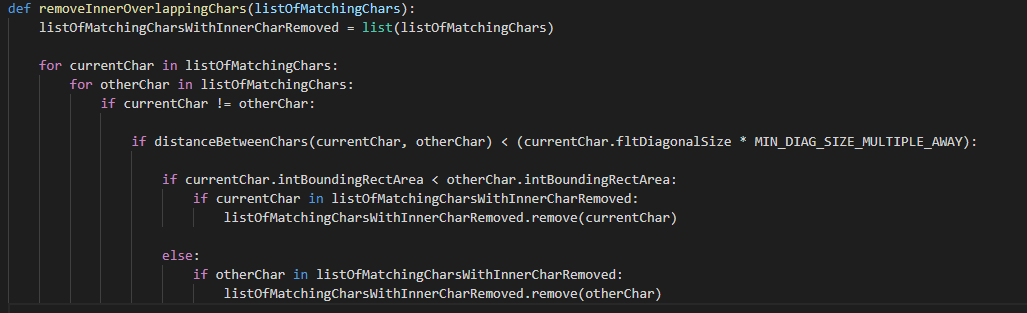 def removeInnerOverlappingChars(listOfMatchingChars):
    listOfMatchingCharsWithInnerCharRemoved = list(listOfMatchingChars)
    for currentChar in listOfMatchingChars:
        for otherChar in listOfMatchingChars:
            if currentChar != otherChar:
                if distanceBetweenChars(currentChar, otherChar) < (currentChar.fltDiagonalSize * MIN_DIAG_SIZE_MULTIPLE_AWAY):
                    if currentChar.intBoundingRectArea < otherChar.intBoundingRectArea:
                        if currentChar in listOfMatchingCharsWithInnerCharRemoved:
                            listOfMatchingCharsWithInnerCharRemoved.remove(currentChar)
                    else:
                        if otherChar in listOfMatchingCharsWithInnerCharRemoved:
                            listOfMatchingCharsWithInnerCharRemoved.remove(otherChar)